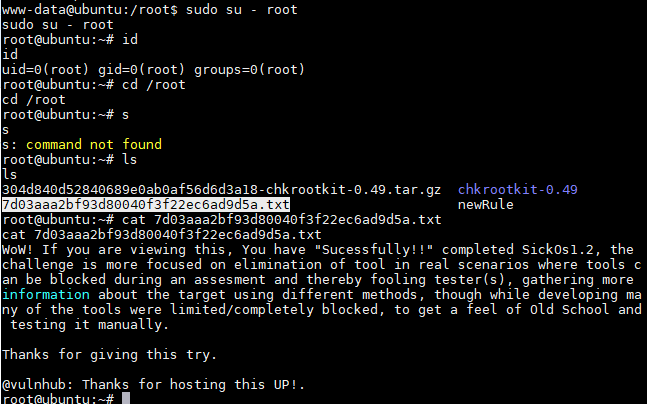 www-data@ubuntu:/root$ sudo su - root
sudo su - root
root@ubuntu:~# id
id
uid=0(root) gid=0(root) groups=0(root)
root@ubuntu:~# cd /root
cd /root
root@ubuntu:~# s
s
s: command not found
root@ubuntu:~# ls
ls
304d840d52840689e0ab0af56d6d3a18-chkrootkit-0.49.tar.gz  chkrootkit-0.49
7d03aaa2bf93d80040f3f22ec6ad9d5a.txt                     newRule
root@ubuntu:~# cat 7d03aaa2bf93d80040f3f22ec6ad9d5a.txt
cat 7d03aaa2bf93d80040f3f22ec6ad9d5a.txt
WoW! If you are viewing this, You have "Sucessfully!!" completed SickOs1.2, the
challenge is more focused on elimination of tool in real scenarios where tools c
an be blocked during an assesment and thereby fooling tester(s), gathering more
information about the target using different methods, though while developing ma
ny of the tools were limited/completely blocked, to get a feel of Old School and
 testing it manually.
Thanks for giving this try.
@vulnhub: Thanks for hosting this UP!.
root@ubuntu:~#